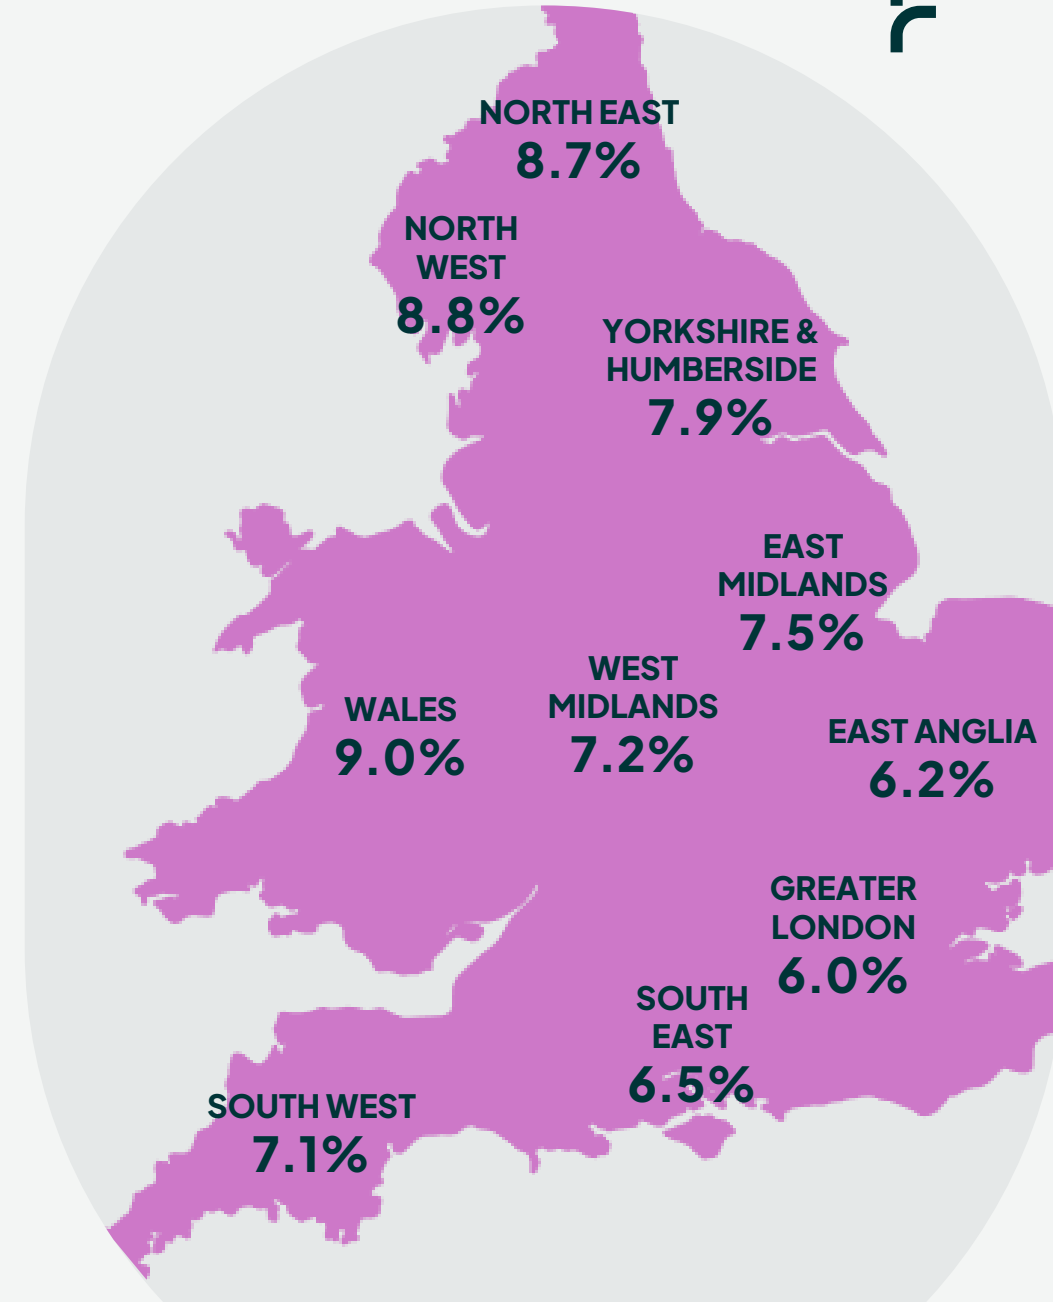 NORTH EAST
8.7%
NORTH
WEST
8.8%
YORKSHIRE &
HUMBERSIDE
7.9%
EAST
MIDLANDS
7.5%
WEST
MIDLANDS
7.2%
WALES
9.0%
EAST ANGLIA
6.2%
GREATER
LONDON
6.0%
SOUTH
EAST
6.5%
SOUTH WEST
7.1%